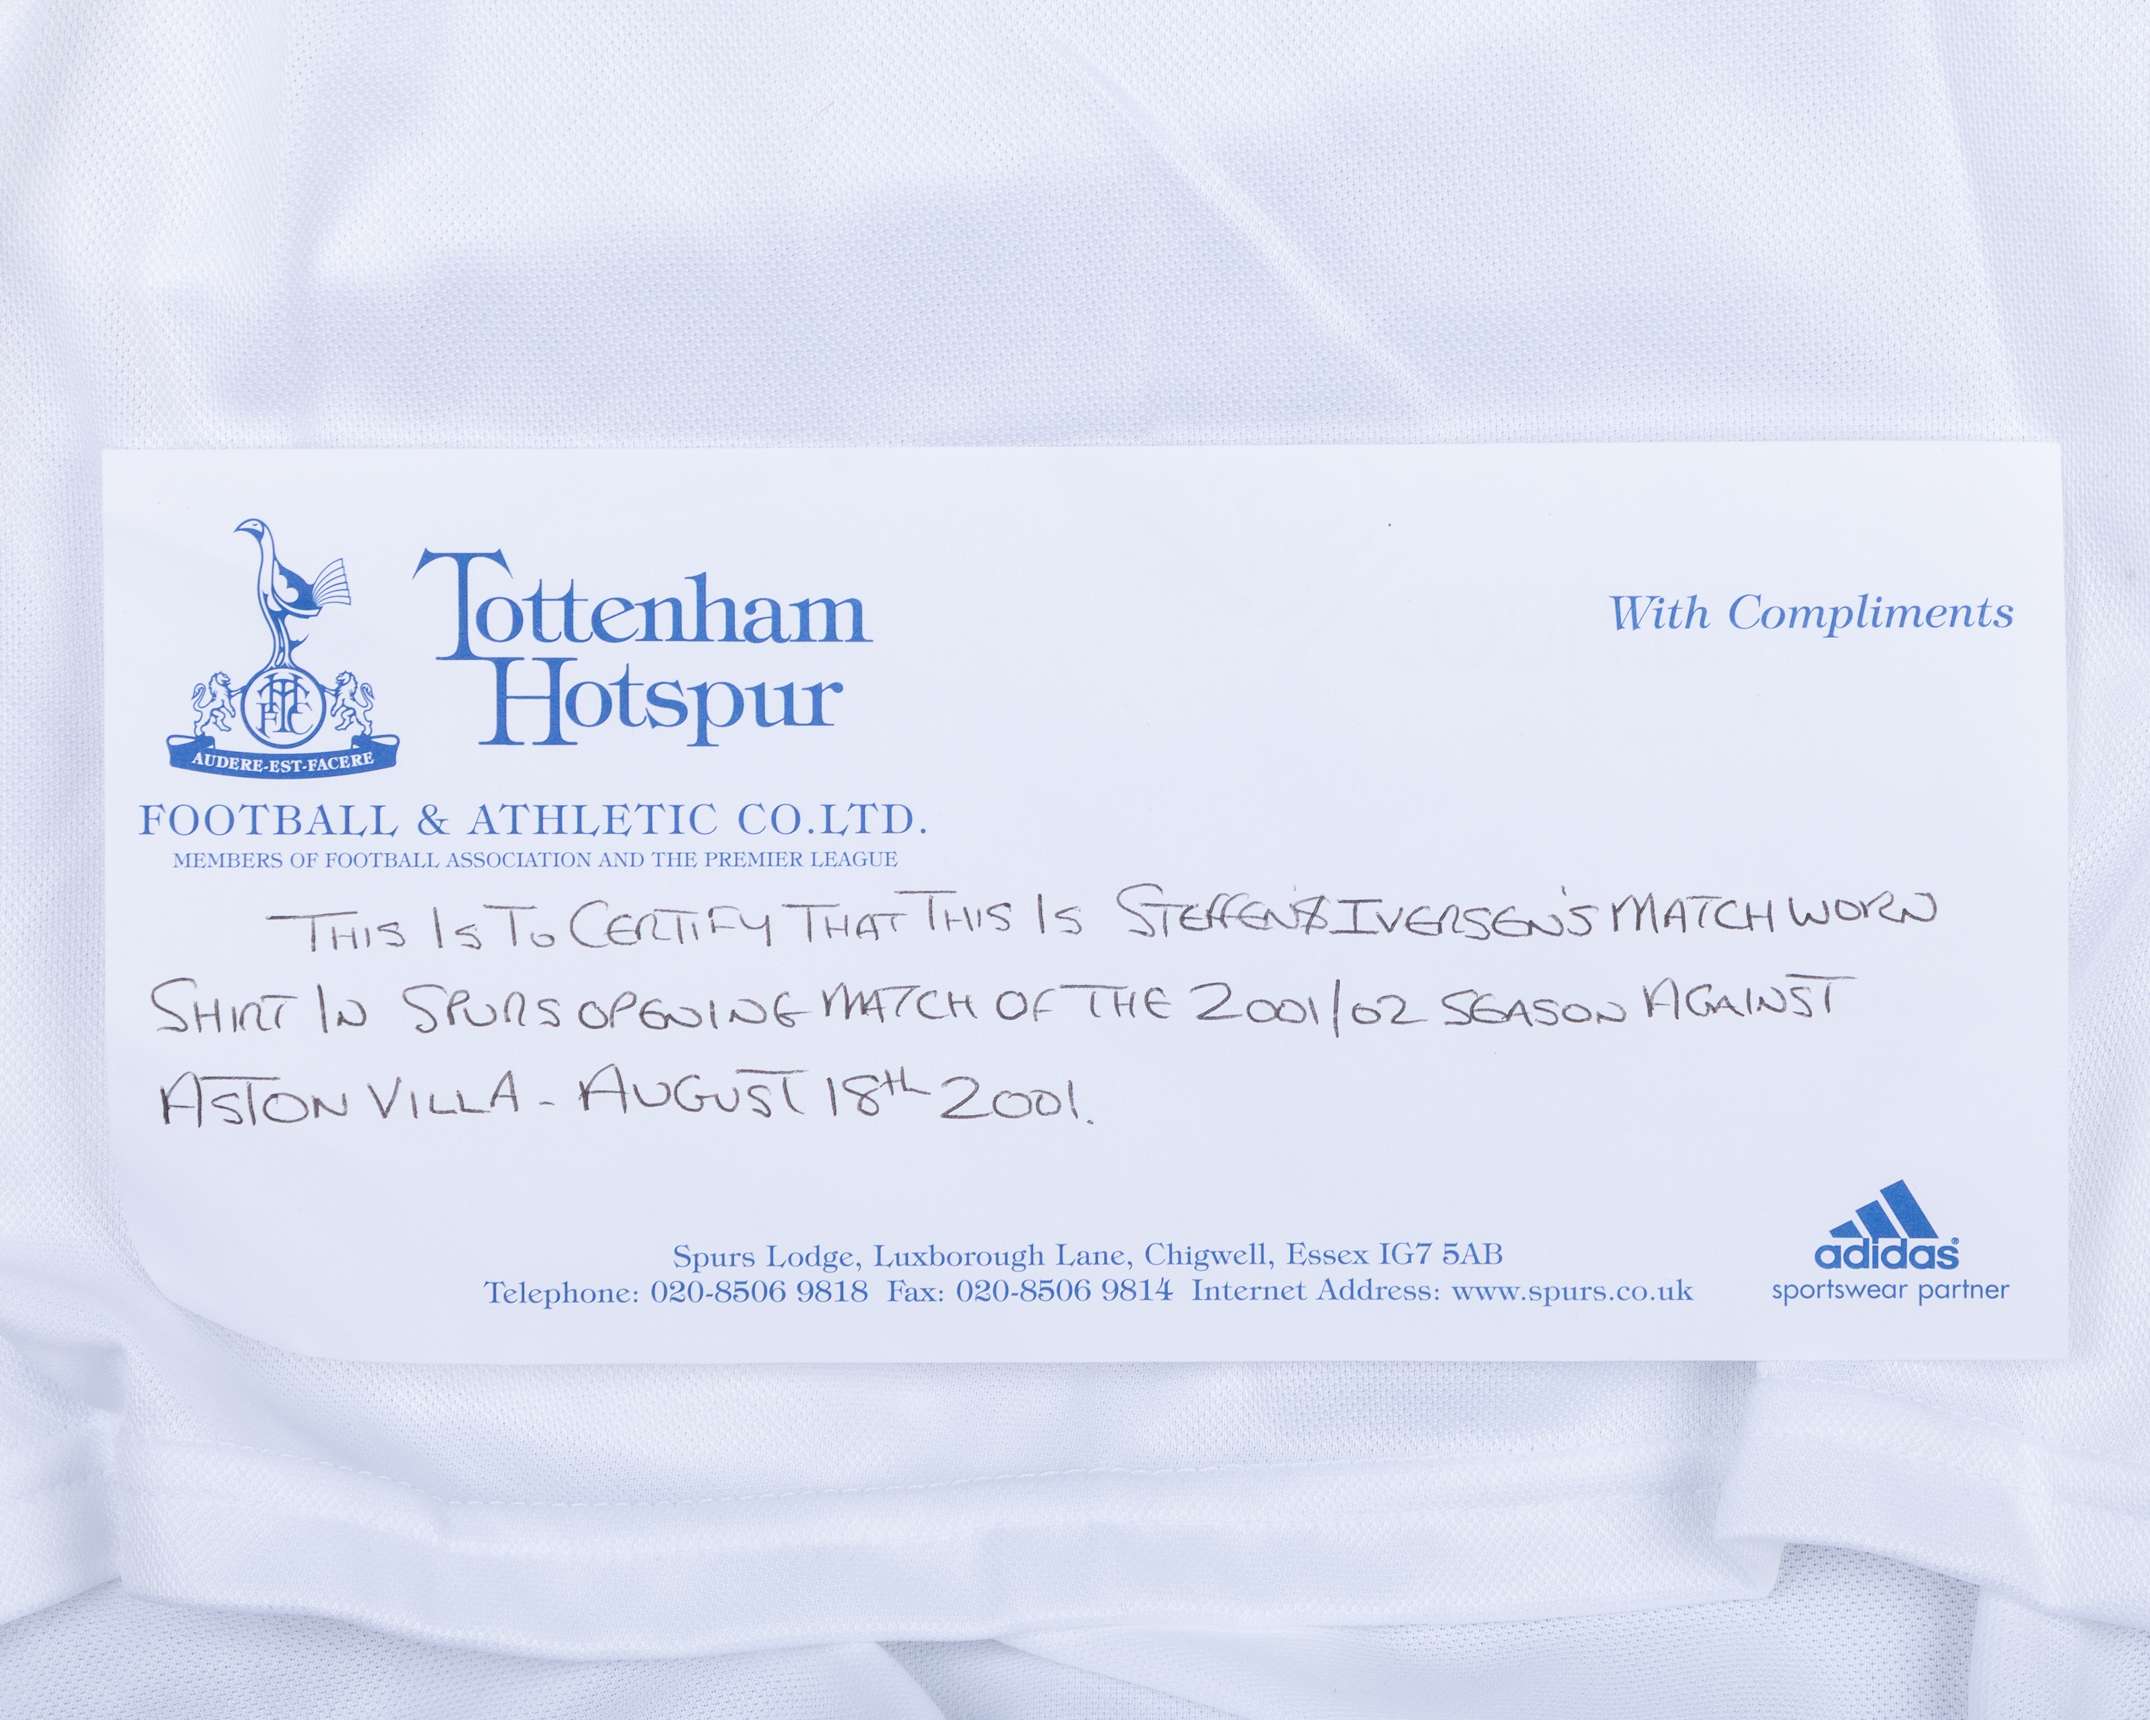 Tottenham
Hotspur
With Compliments
THFC
AUDERE-EST-FACERE
FOOTBALL & ATHLETIC CO.LTD.
MEMBERS OF FOOTBALL ASSOCIATION AND THE PREMIER LEAGUE
THIS IS TO CERTIFY THAT THIS IS STEFFEN IVERSEN'S MATCH WORN
SHIRT IN SPURS OPENING MATCH OF THE 2001/02 SEASON AGAINST
ASTON VILLA - AUGUST 18TH 2001.
Spurs Lodge, Luxborough Lane, Chigwell, Essex IG7 5AB
Telephone: 020-8506 9818 Fax: 020-8506 9814 Internet Address: www.spurs.co.uk
adidas®
sportswear partner